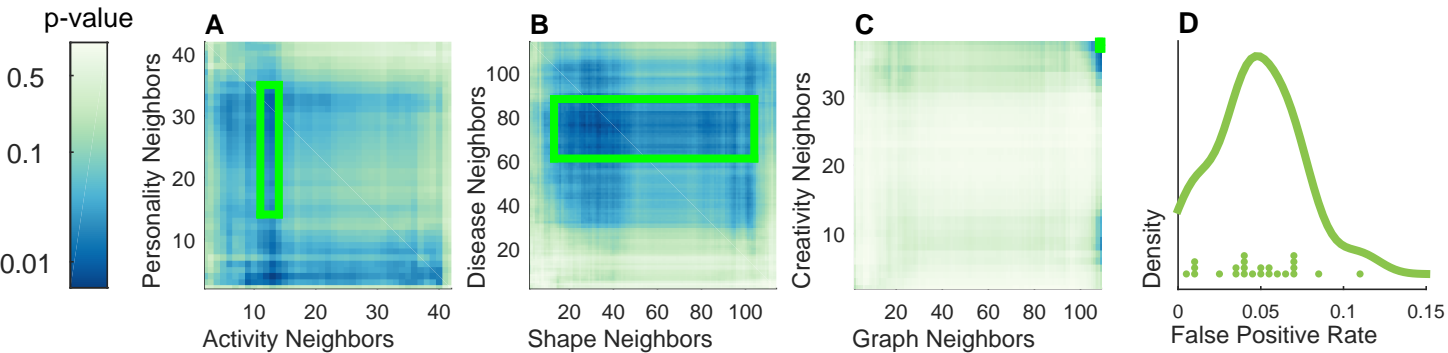 p-value
0.5
0.1
0.01
A
Personality Neighbors
40
30
20
10
10 20 30 40
Activity Neighbors
B
Disease Neighbors
100
80
60
40
20
20 40 60 80 100
Shape Neighbors
C
Creativity Neighbors
30
20
10
20 40 60 80 100
Graph Neighbors
D
Density
0 0.05 0.1 0.15
False Positive Rate